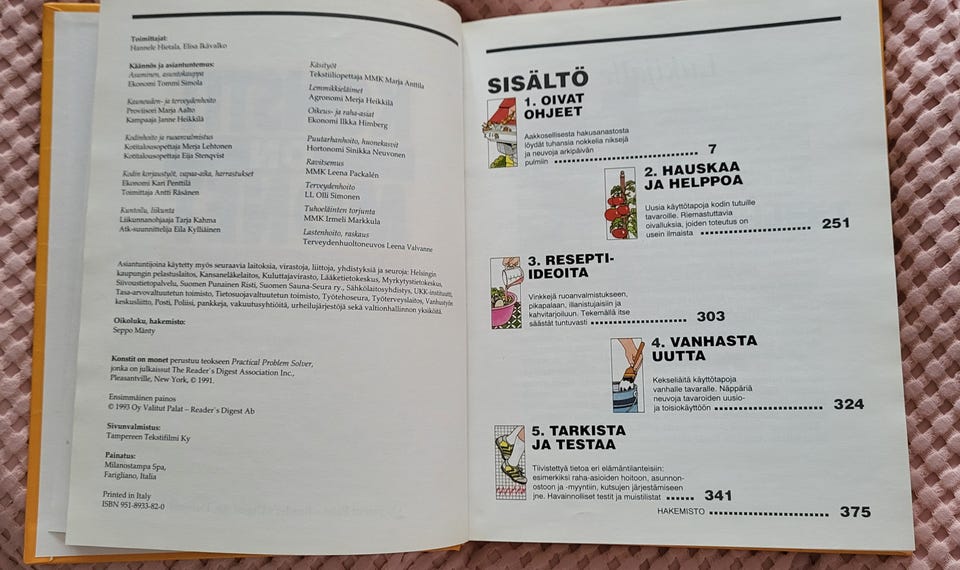 Toimittajat:
Hannele Hietala, Elisa Ikävalko
Käännös ja asiantuntemus:
Asuminen, asuntokauppa
Ekonomi Tommi Simola
Kauneuden- ja terveydenhoito
Proviisori Marja Aalto
Kampaaja Janne Heikkilä
Kodinhoito ja ruoanvalmistus
Kotitalousopettaja Merja Lehtonen
Kotitalousopettaja Eija Stenqvist
Kodin korjaustyöt, vapaa-aika, harrastukset
Ekonomi Kari Penttilä
Toimittaja Antti Räsänen
Kuntoilu, liikunta
Liikunnanohjaaja Tarja Kahma
Atk-suunnittelija Eila Kylliäinen
Käsityöt
Tekstiiliopettaja MMK Marja Anttila
Lemmikkieläimet
Agronomi Merja Heikkilä
Oikeus- ja raha-asiat
Ekonomi Ilkka Himberg
Puutarhanhoito, huonekasvit
Hortonomi Sinikka Neuvonen
Ravitsemus
MMK Leena Packalén
Terveydenhoito
LL Olli Simonen
Tuhoeläinten torjunta
MMK Irmeli Markkula
Lastenhoito, raskaus
Terveydenhuoltoneuvos Leena Valvanne
Asiantuntijoina käytetty myös seuraavia laitoksia, virastoja, liittoja, yhdistyksiä ja seuroja: Helsingin
kaupungin pelastuslaitos, Kansaneläkelaitos, Kuluttajavirasto, Lääketietokeskus, Myrkytystietokeskus,
Siivoustietopalvelu, Suomen Punainen Risti, Suomen Sauna-Seura ry., Sähkölaitosyhdistys, UKK-instituutti,
Tasa-arvovaltuutetun toimisto, Tietosuojavaltuutetun toimisto, Työtehoseura, Työterveyslaitos, Vanhustyön
keskusliitto, Posti, Poliisi, pankkeja, vakuutusyhtiöitä, urheilujärjestöjä sekä valtionhallinnon yksiköitä.
Oikoluku, hakemisto:
Seppo Mänty
Konstit on monet perustuu teokseen Practical Problem Solver,
jonka on julkaissut The Reader's Digest Association Inc.,
Pleasantville, New York, © 1991.
Ensimmäinen painos
© 1993 Oy Valitut Palat – Reader's Digest Ab
Sivunvalmistus:
Tampereen Tekstifilmi Ky
Painatus:
Milanostampa Spa,
Farigliano, Italia
Printed in Italy
ISBN 951-8933-82-0
SISÄLTÖ
1. OIVAT
OHJEET
Aakkosellisesta hakusanastosta
löydät tuhansia nokkelia niksejä
ja neuvoja arkipäivän
pulmiin 7
2. HAUSKAA
JA HELPPOA
Uusia käyttötapoja kodin tutuille
tavaroille. Riemastuttavia
oivalluksia, joiden toteutus on
usein ilmaista 251
3. RESEPTI-
IDEOITA
Vinkkejä ruoanvalmistukseen,
pikapalaan, illanistujaisiin ja
kahvitarjoiluun. Tekemällä itse
säästät tuntuvasti 303
4. VANHASTA
UUTTA
Kekseliäitä käyttötapoja
vanhalle tavaralle. Näppäriä
neuvoja tavaroiden uusio-
ja toisiokäyttöön 324
5. TARKISTA
JA TESTAA
Tiivistettyä tietoa eri elämäntilanteisiin:
esimerkiksi raha-asioiden hoitoon, asunnon-
ostoon ja -myyntiin, kutsujen järjestämiseen
jne. Havainnolliset testit ja muistilistat 341
HAKEMISTO 375